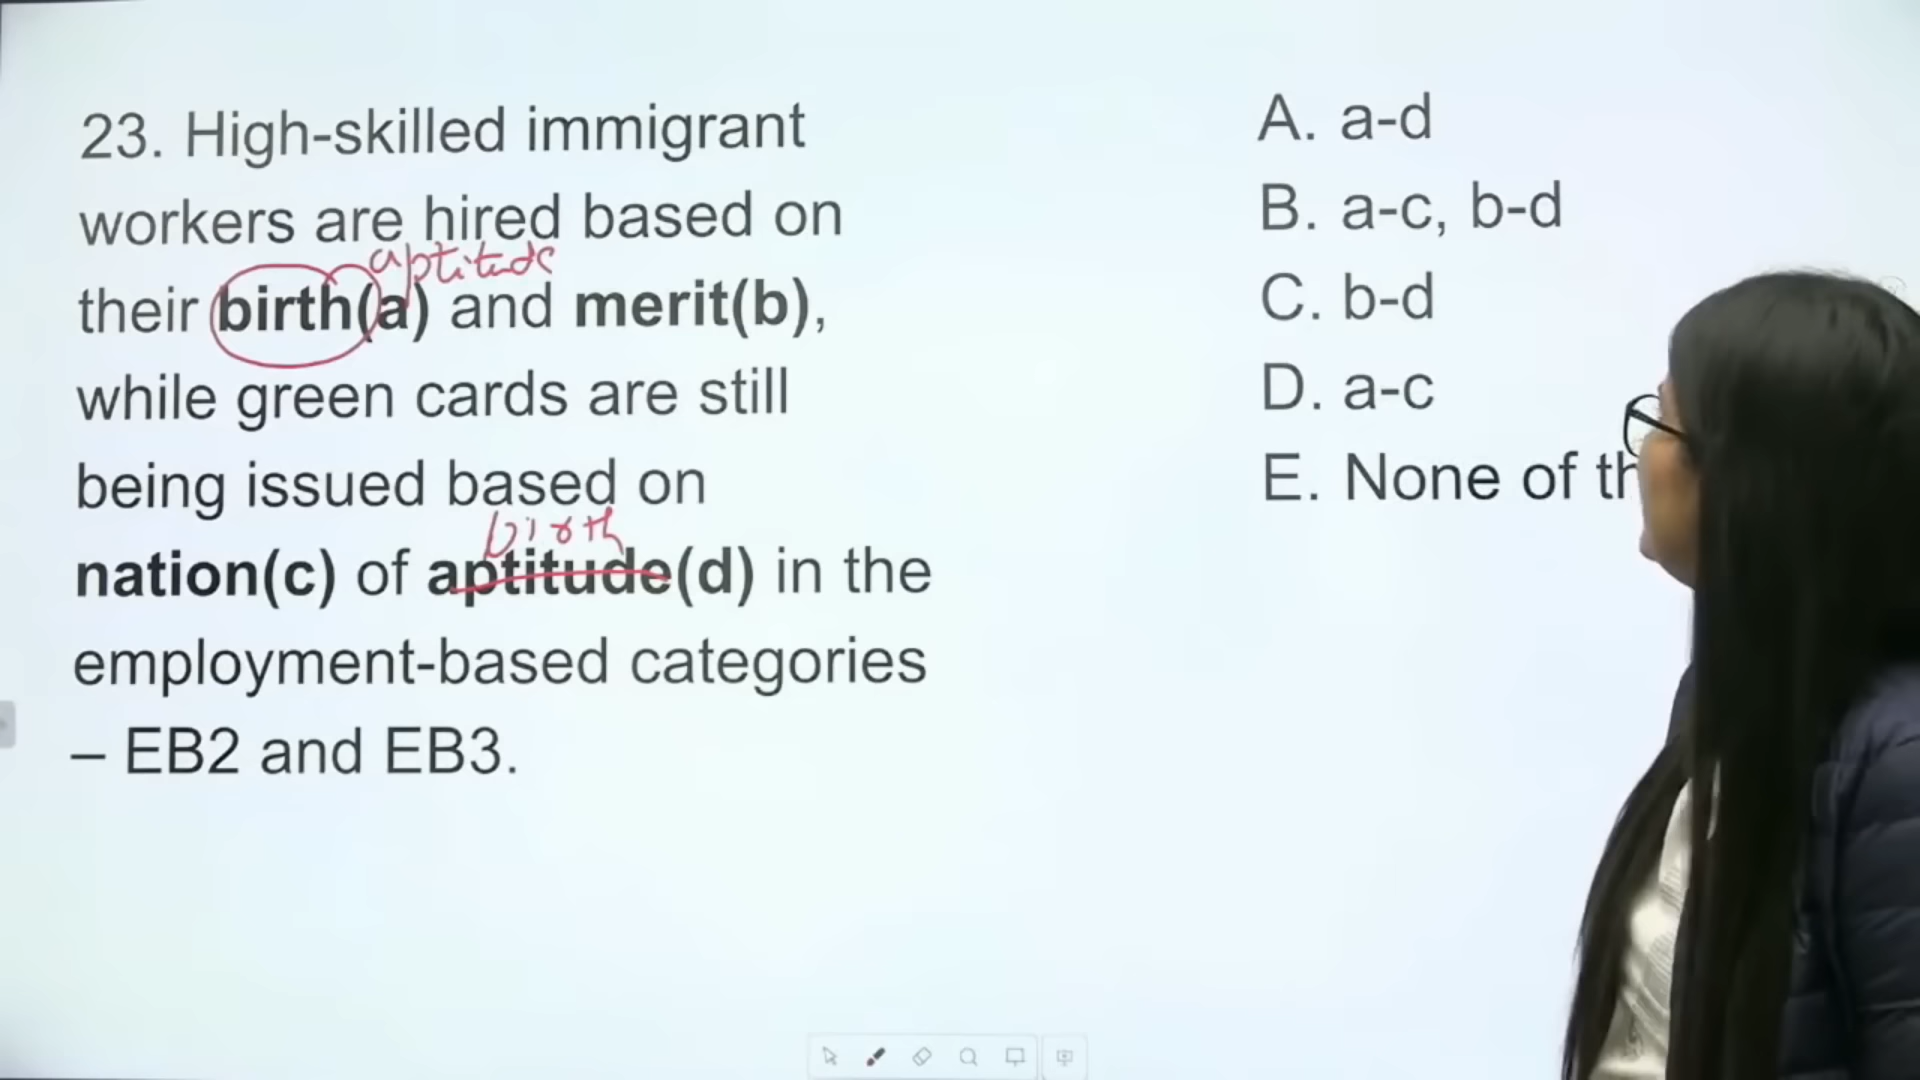 23. High-skilled immigrant
workers are hired based on
aptitude
their birth(a) and merit(b),
while green cards are still
being issued based on
birth
nation(c) of aptitude(d) in the
employment-based categories
– EB2 and EB3.
A. a-d
B. a-c, b-d
C. b-d
D. a-c
E. None of th